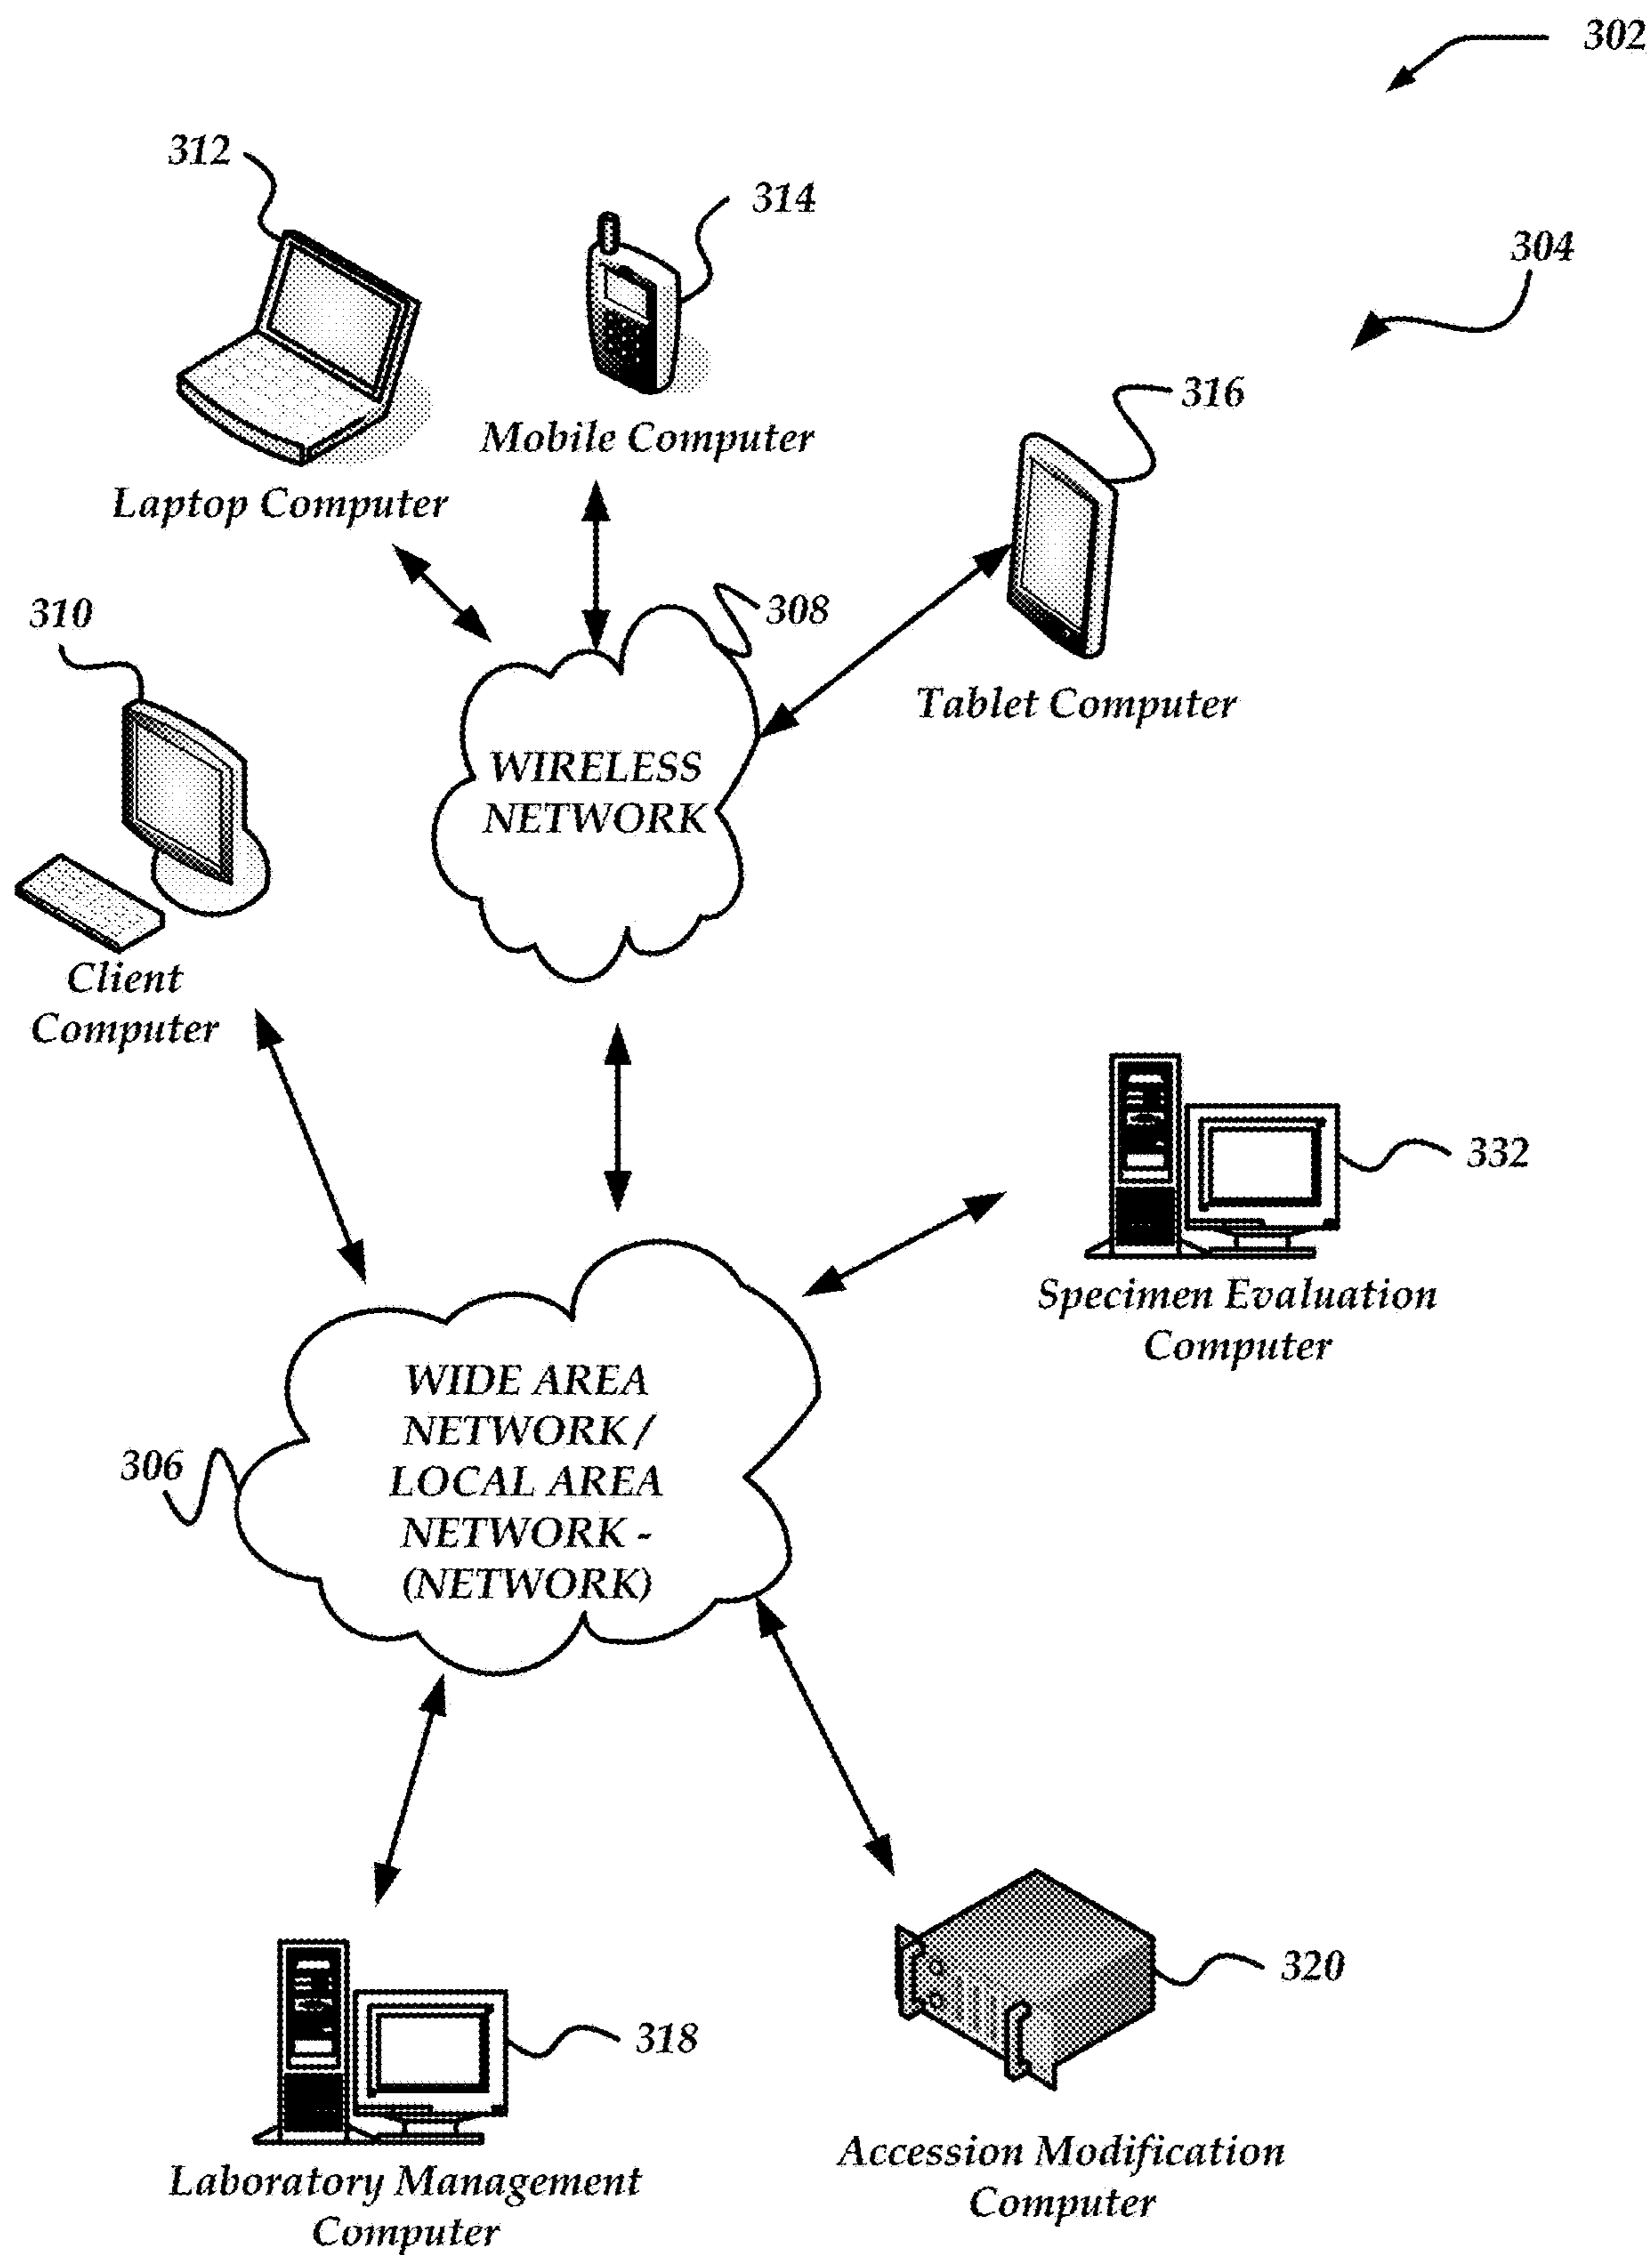 302
312
314
304
316
Mobile Computer
Laptop Computer
310
308
Tablet Computer
WIRELESS
NETWORK
Client
Computer
332
Specimen Evaluation
Computer
WIDE AREA
NETWORK /
306
LOCAL AREA
NETWORK -
(NETWORK)
320
318
Accession Modification
Computer
Laboratory Management
Computer